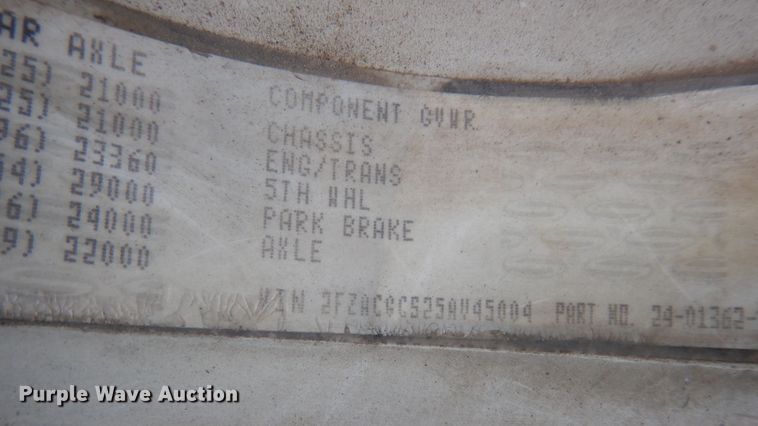 AR AXLE
25) 21000
25) 21000
96) 23360
4) 29000
6) 24000
9) 22000
COMPONENT GVWR
CHASSIS
ENG/TRANS
5TH WHL
PARK BRAKE
AXLE
VIN 2FZACGCS25AV45004 PART NO. 24-01362-
Purple Wave Auction